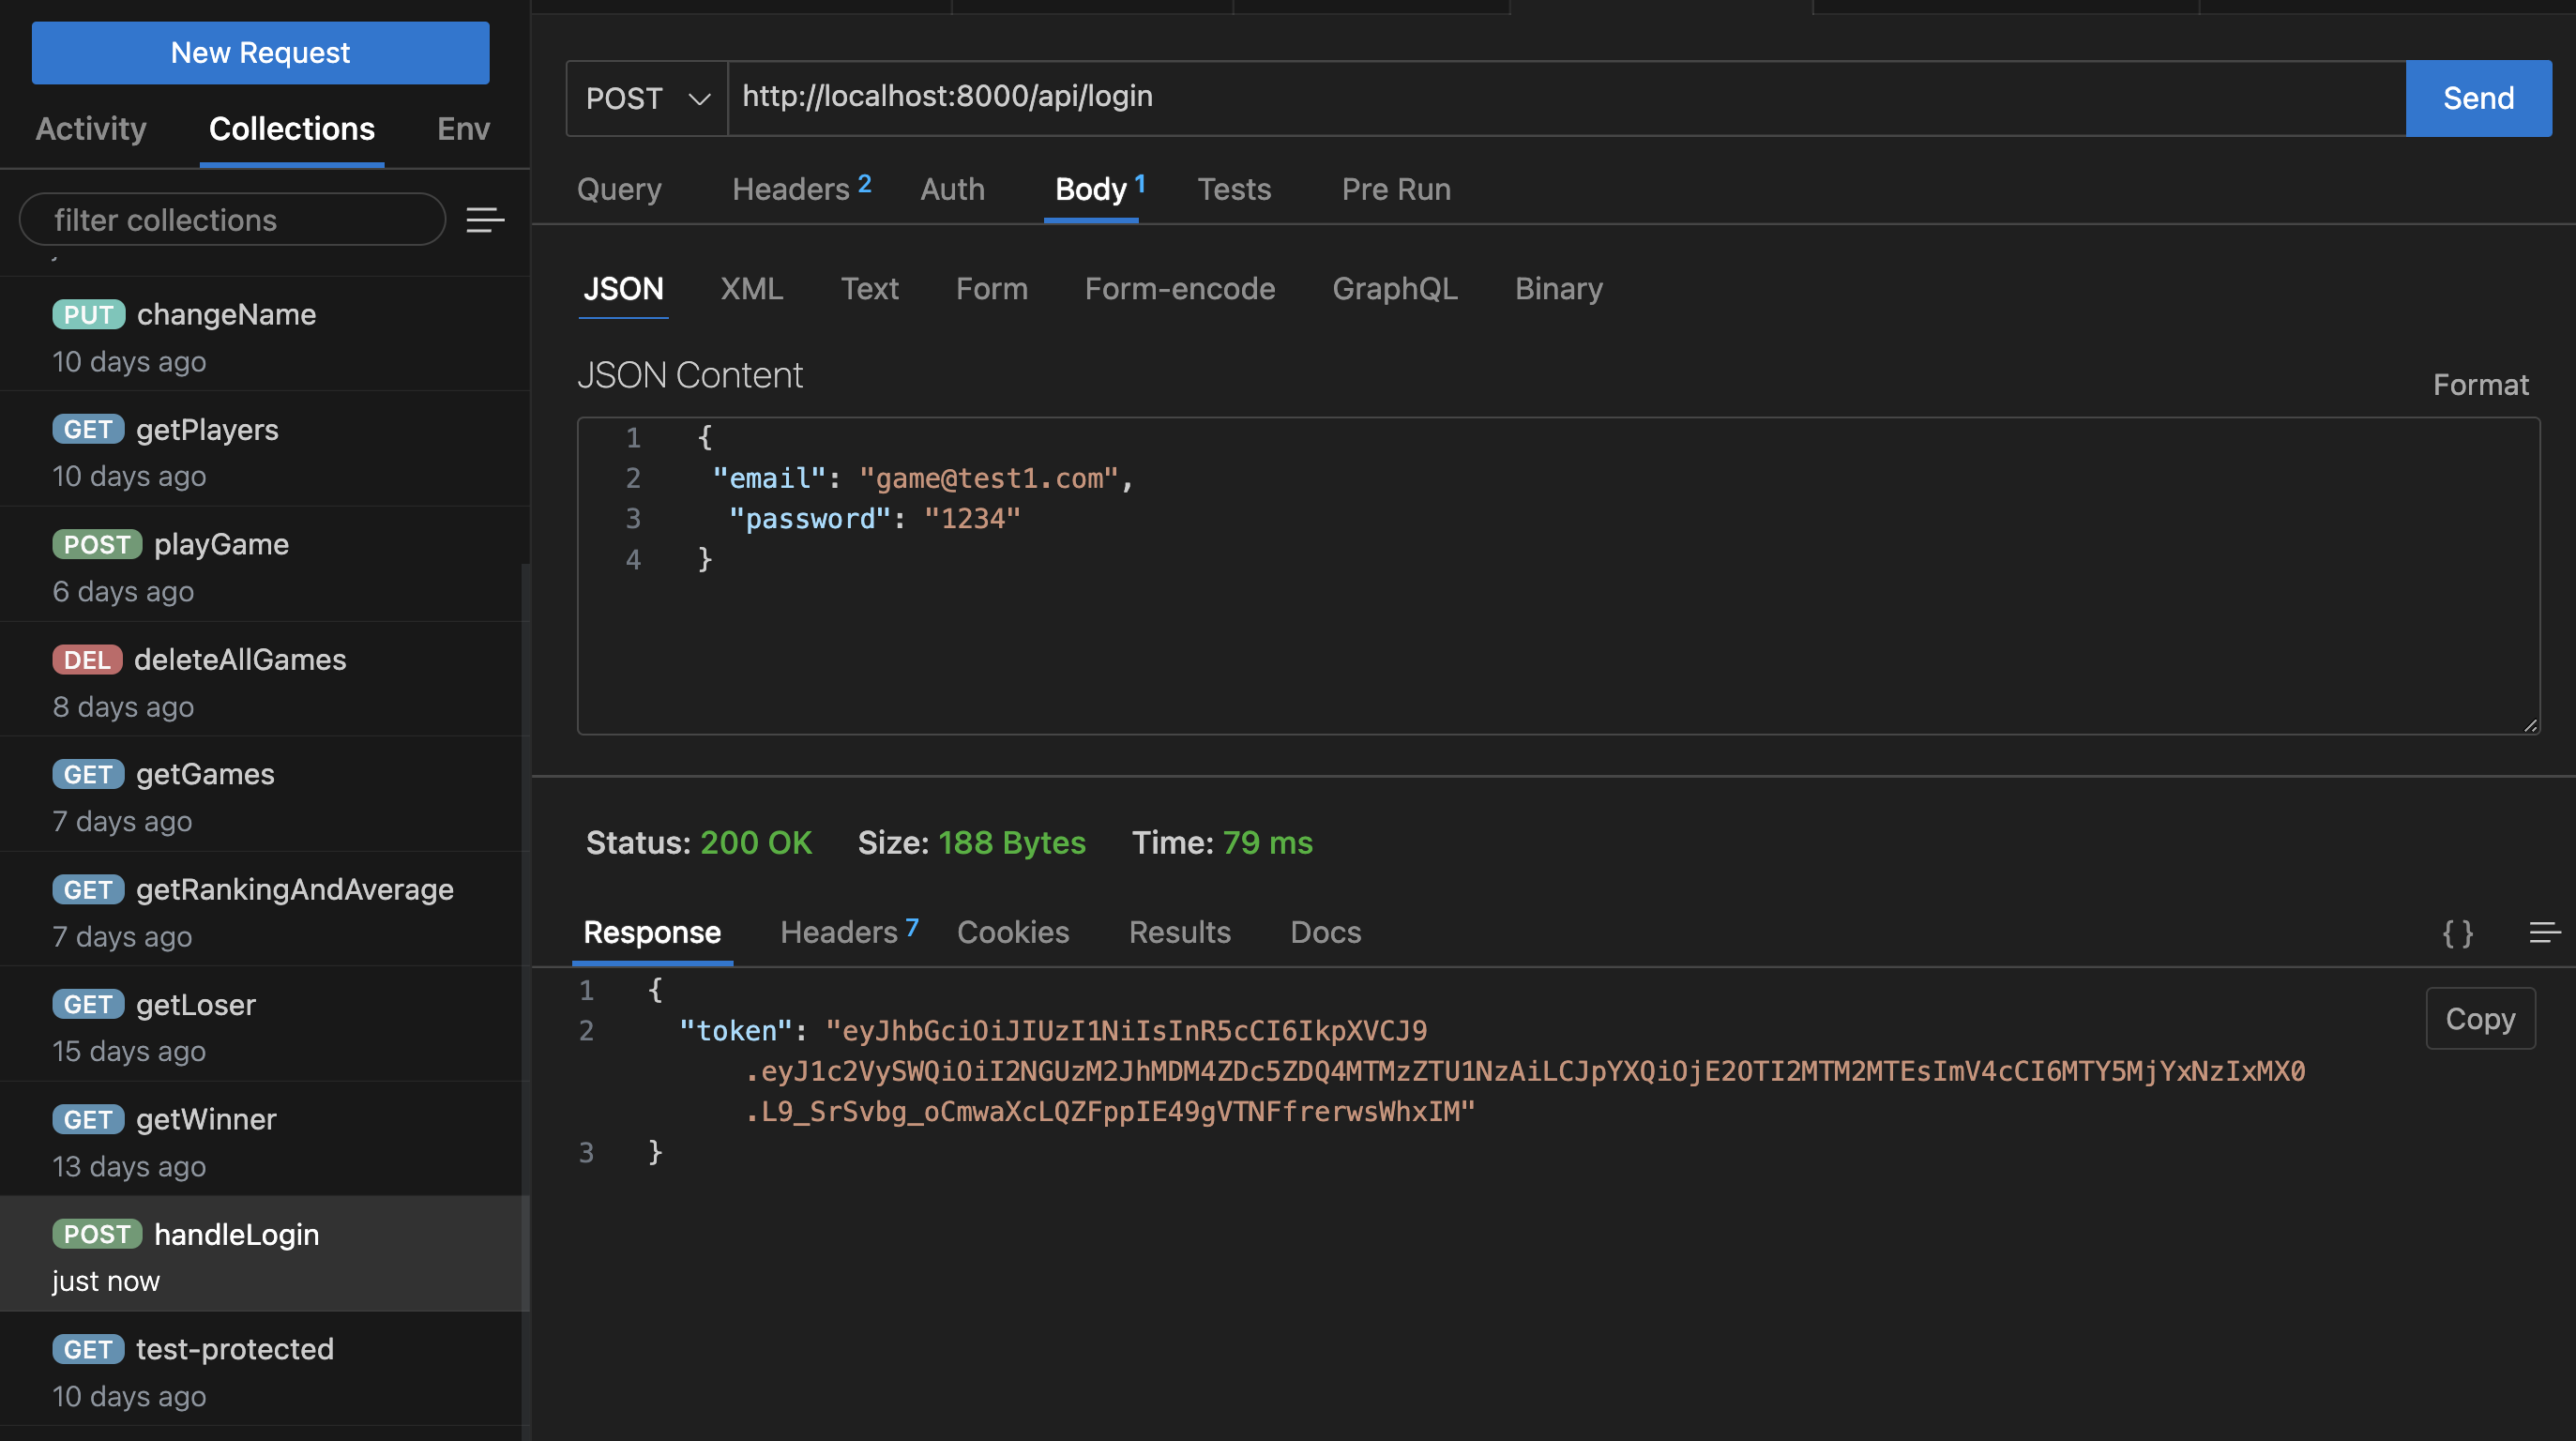 New Request
Activity Collections Env
filter collections
PUT changeName
10 days ago
GET getPlayers
10 days ago
POST playGame
6 days ago
DEL deleteAllGames
8 days ago
GET getGames
7 days ago
GET getRankingAndAverage
7 days ago
GET getLoser
15 days ago
GET getWinner
13 days ago
POST handleLogin
just now
GET test-protected
10 days ago
POST http://localhost:8000/api/login Send
Query Headers 2 Auth Body 1 Tests Pre Run
JSON XML Text Form Form-encode GraphQL Binary
JSON Content
Format
1 {
2 "email": "game@test1.com",
3 "password": "1234"
4 }
Status: 200 OK Size: 188 Bytes Time: 79 ms
Response Headers 7 Cookies Results Docs
{ }
Copy
1 {
2 "token": "eyJhbGciOiJIUzI1NiIsInR5cCI6IkpXVCJ9
.eyJ1c2VySWQiOiI2NGUzM2JhMDM4ZDc5ZDQ4MTMzZTU1NzAiLCJpYXQiOjE2OTI2MTM2MTEsImV4cCI6MTY5MjYxNzIxMX0
.L9_SrSvbg_oCmwaXcLQZFppIE49gVTNFfrerwsWhxIM"
3 }